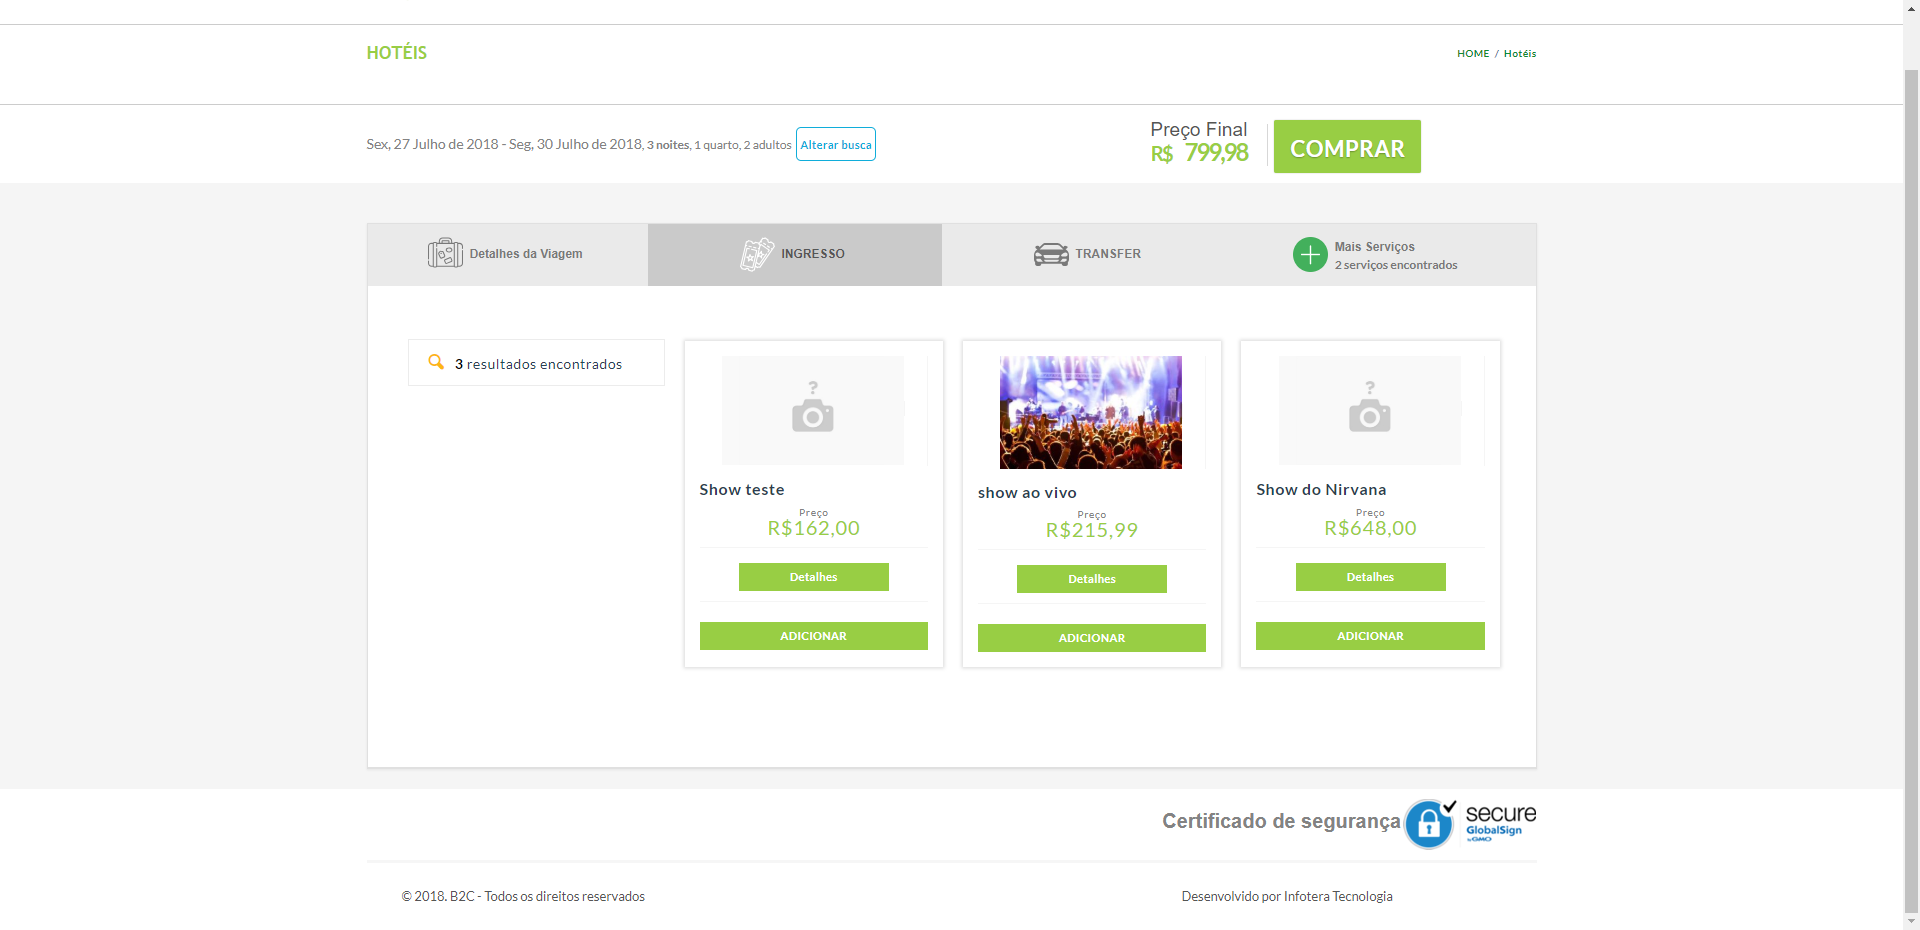 HOTÉIS
HOME / Hotéis
Sex, 27 Julho de 2018 - Seg, 30 Julho de 2018, 3 noites, 1 quarto, 2 adultos Alterar busca
Preço Final
R$ 799,98
COMPRAR
Detalhes da Viagem
INGRESSO
TRANSFER
Mais Serviços
2 serviços encontrados
3 resultados encontrados
?
Show teste
Preço
R$162,00
Detalhes
ADICIONAR
show ao vivo
Preço
R$215,99
Detalhes
ADICIONAR
?
Show do Nirvana
Preço
R$648,00
Detalhes
ADICIONAR
Certificado de segurança
secure
GlobalSign
by GMO
© 2018. B2C - Todos os direitos reservados
Desenvolvido por Infotera Tecnologia